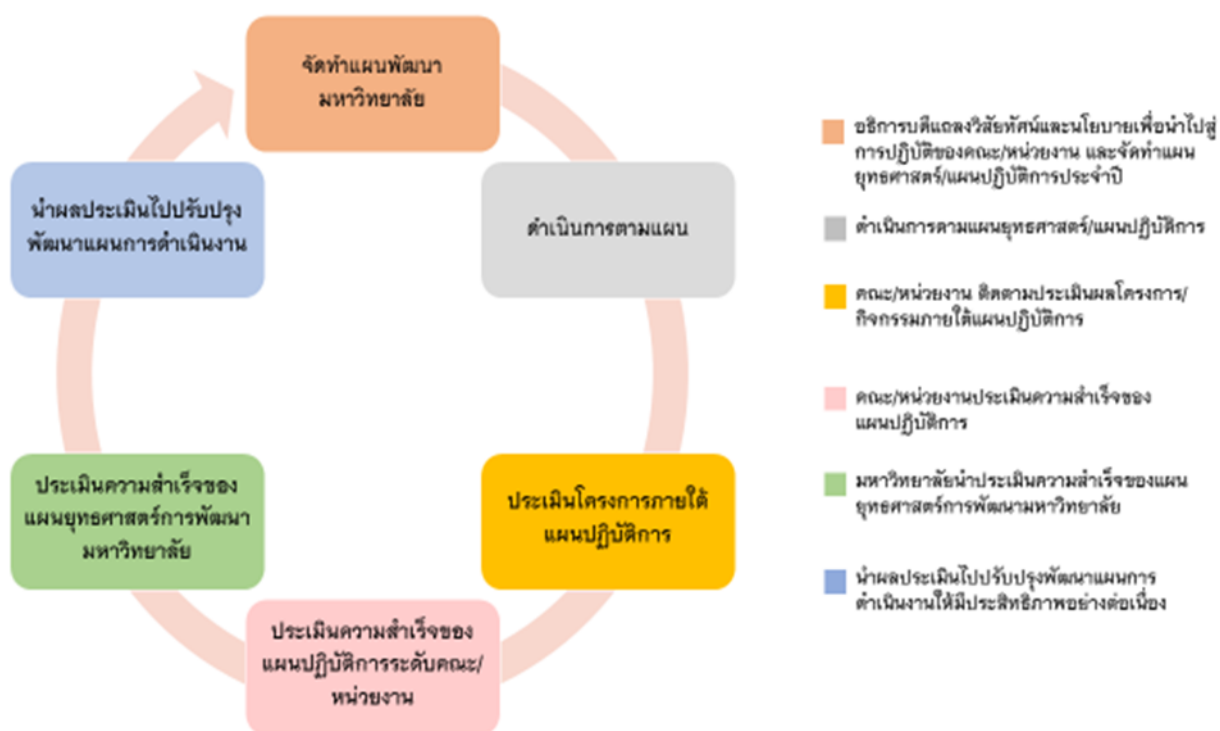 จัดทำแผนพัฒนา
มหาวิทยาลัย
ดำเนินการตามแผน
ประเมินโครงการภายใต้
แผนปฏิบัติการ
ประเมินความสำเร็จของ
แผนปฏิบัติการระดับคณะ/
หน่วยงาน
ประเมินความสำเร็จของ
แผนยุทธศาสตร์การพัฒนา
มหาวิทยาลัย
นำผลประเมินไปปรับปรุง
พัฒนาแผนการดำเนินงาน
อธิการบดีแถลงวิสัยทัศน์และนโยบายเพื่อนำไปสู่
การปฏิบัติของคณะ/หน่วยงาน และจัดทำแผน
ยุทธศาสตร์/แผนปฏิบัติการประจำปี
ดำเนินการตามแผนยุทธศาสตร์/แผนปฏิบัติการ
คณะ/หน่วยงาน ติดตามประเมินผลโครงการ/
กิจกรรมภายใต้แผนปฏิบัติการ
คณะ/หน่วยงานประเมินความสำเร็จของ
แผนปฏิบัติการ
มหาวิทยาลัยนำประเมินความสำเร็จของแผน
ยุทธศาสตร์การพัฒนามหาวิทยาลัย
นำผลประเมินไปปรับปรุงพัฒนาแผนการ
ดำเนินงานให้มีประสิทธิภาพอย่างต่อเนื่อง